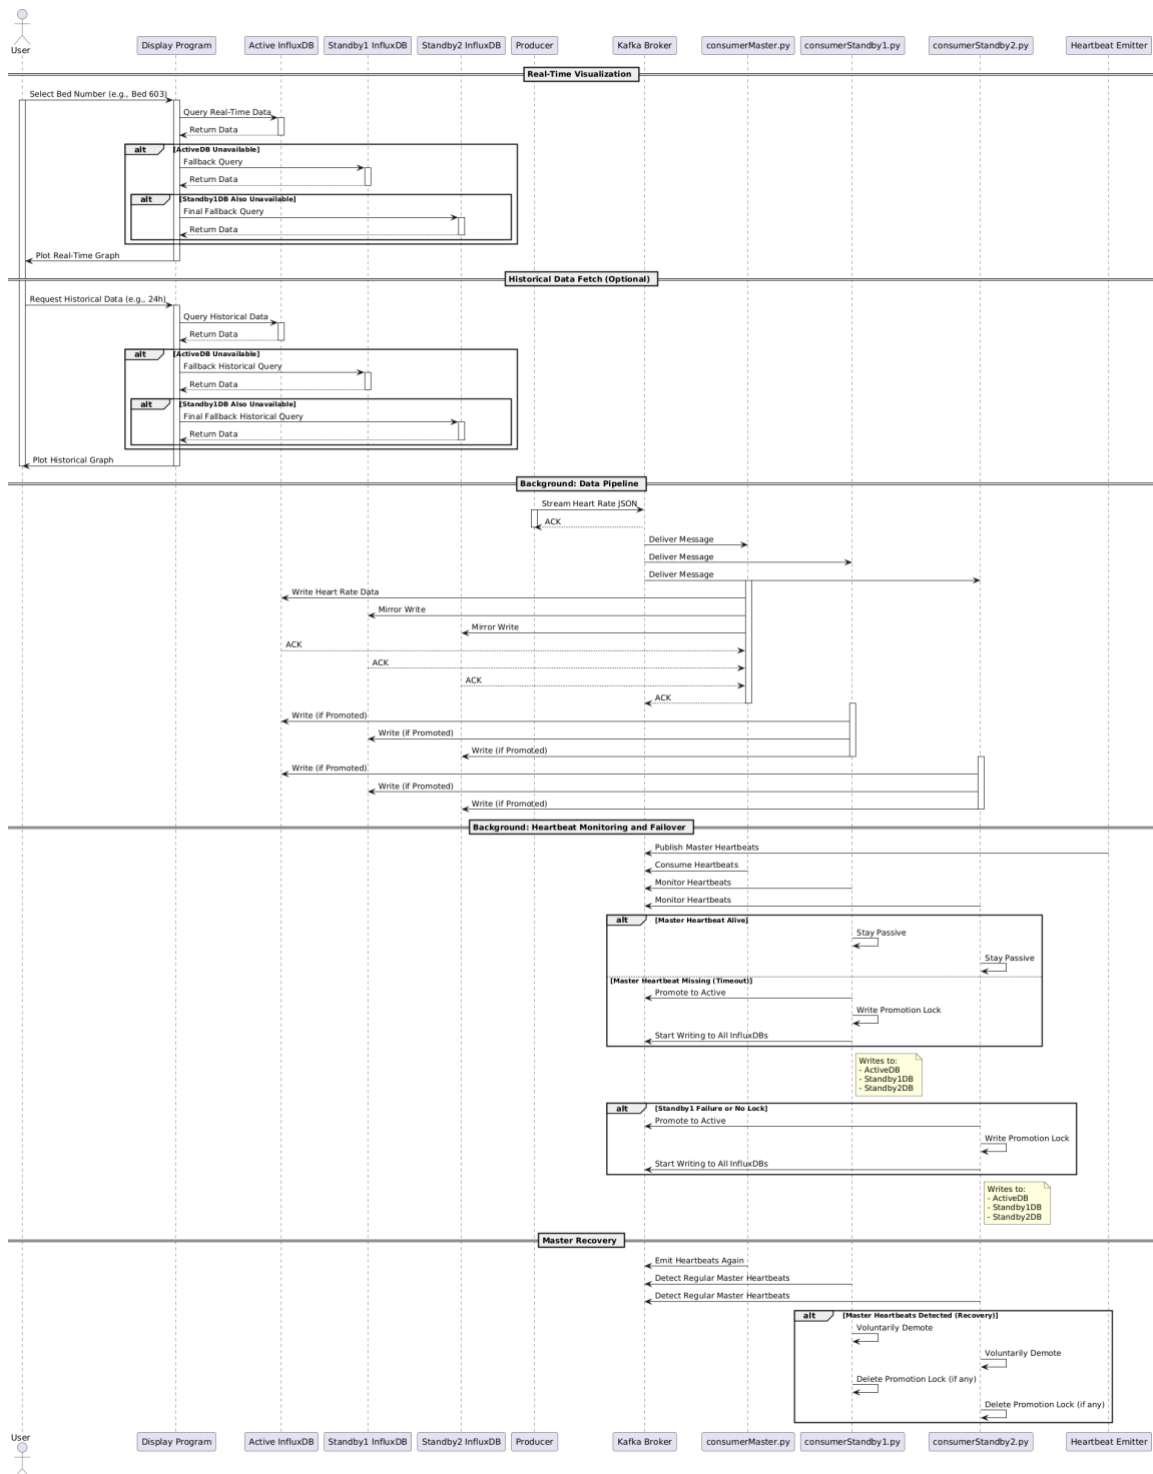 User
Display Program
Active InfluxDB
Standby1 InfluxDB
Standby2 InfluxDB
Producer
Kafka Broker
consumerMaster.py
consumerStandby1.py
consumerStandby2.py
Heartbeat Emitter
Real-Time Visualization
Select Bed Number (e.g., Bed 603)
Query Real-Time Data
Return Data
alt
[ActiveDB Unavailable]
Fallback Query
Return Data
alt
[Standby1DB Also Unavailable]
Final Fallback Query
Return Data
Plot Real-Time Graph
Historical Data Fetch (Optional)
Request Historical Data (e.g., 24h)
Query Historical Data
Return Data
alt
[ActiveDB Unavailable]
Fallback Historical Query
Return Data
alt
[Standby1DB Also Unavailable]
Final Fallback Historical Query
Return Data
Plot Historical Graph
Background: Data Pipeline
Stream Heart Rate JSON
ACK
Deliver Message
Deliver Message
Deliver Message
Write Heart Rate Data
Mirror Write
Mirror Write
ACK
ACK
ACK
ACK
Write (if Promoted)
Write (if Promoted)
Write (if Promoted)
Write (if Promoted)
Write (if Promoted)
Write (if Promoted)
Background: Heartbeat Monitoring and Failover
Publish Master Heartbeats
Consume Heartbeats
Monitor Heartbeats
Monitor Heartbeats
alt
[Master Heartbeat Alive]
Stay Passive
Stay Passive
[Master Heartbeat Missing (Timeout)]
Promote to Active
Write Promotion Lock
Start Writing to All InfluxDBs
Writes to:
- ActiveDB
- Standby1DB
- Standby2DB
alt
[Standby1 Failure or No Lock]
Promote to Active
Write Promotion Lock
Start Writing to All InfluxDBs
Writes to:
- ActiveDB
- Standby1DB
- Standby2DB
Master Recovery
Emit Heartbeats Again
Detect Regular Master Heartbeats
Detect Regular Master Heartbeats
alt
[Master Heartbeats Detected (Recovery)]
Voluntarily Demote
Voluntarily Demote
Delete Promotion Lock (if any)
Delete Promotion Lock (if any)
User
Display Program
Active InfluxDB
Standby1 InfluxDB
Standby2 InfluxDB
Producer
Kafka Broker
consumerMaster.py
consumerStandby1.py
consumerStandby2.py
Heartbeat Emitter